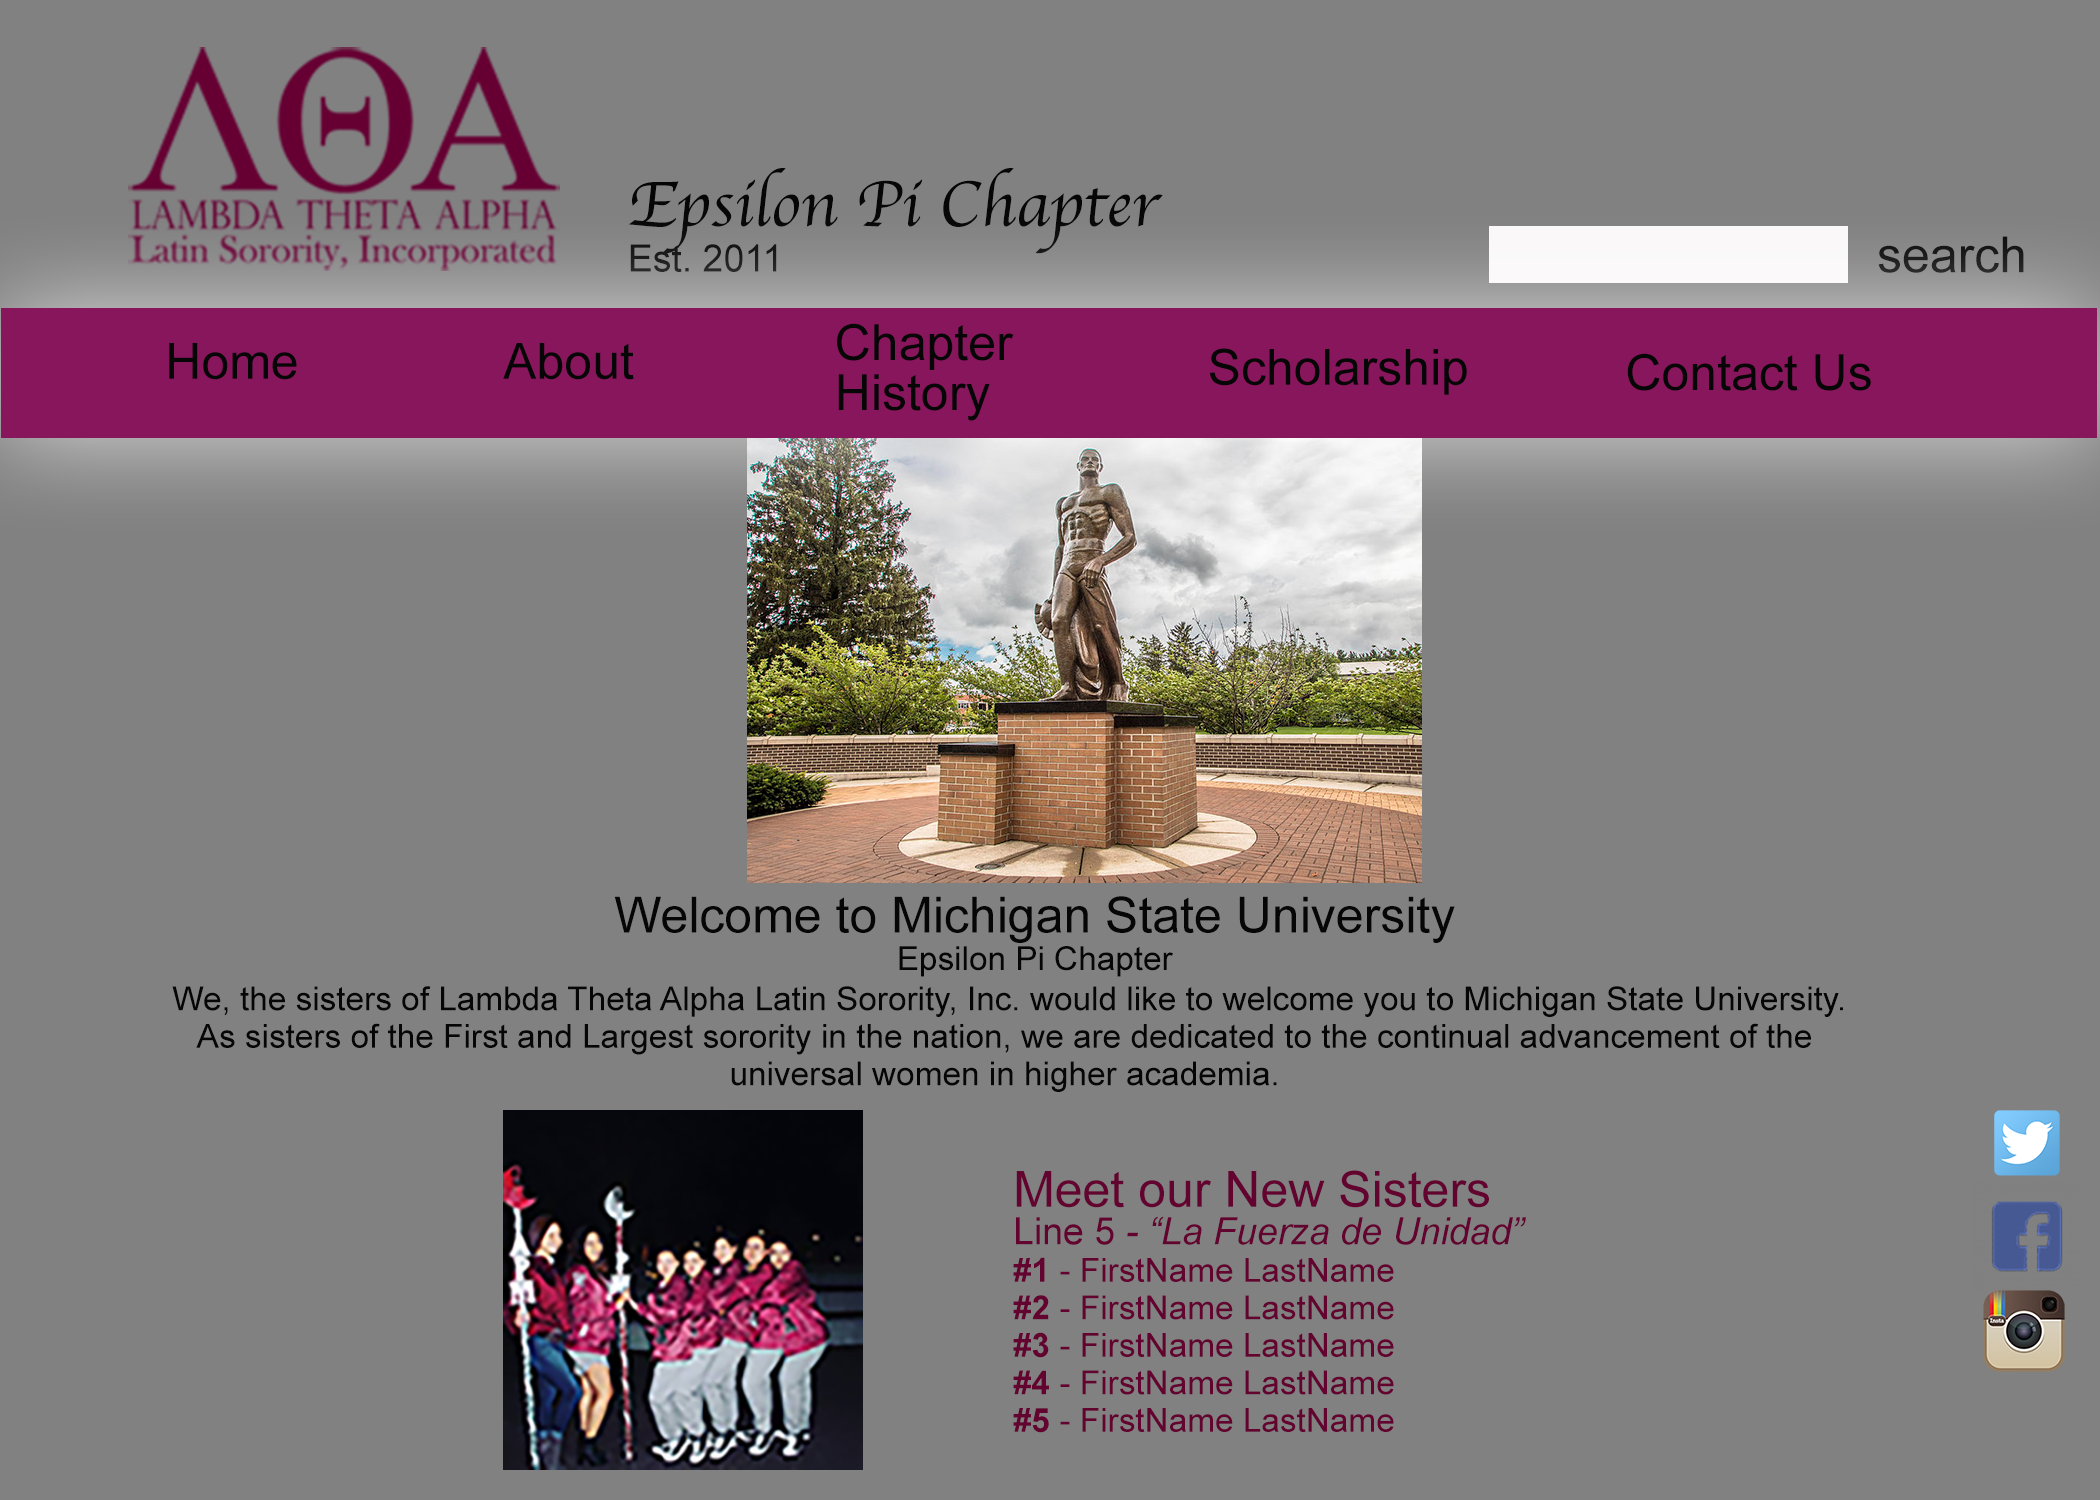 ΛΘΑ
LAMBDA THETA ALPHA
Latin Sorority, Incorporated
Epsilon Pi Chapter
Est. 2011
search
Home
About
Chapter
History
Scholarship
Contact Us
Welcome to Michigan State University
Epsilon Pi Chapter
We, the sisters of Lambda Theta Alpha Latin Sorority, Inc. would like to welcome you to Michigan State University.
As sisters of the First and Largest sorority in the nation, we are dedicated to the continual advancement of the
universal women in higher academia.
Meet our New Sisters
Line 5 - “La Fuerza de Unidad”
#1 - FirstName LastName
#2 - FirstName LastName
#3 - FirstName LastName
#4 - FirstName LastName
#5 - FirstName LastName
Insta